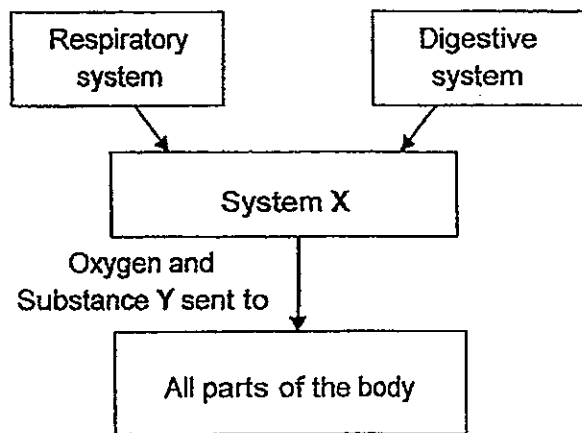 Respiratory
system
Digestive
system
System X
Oxygen and
Substance Y sent to
All parts of the body